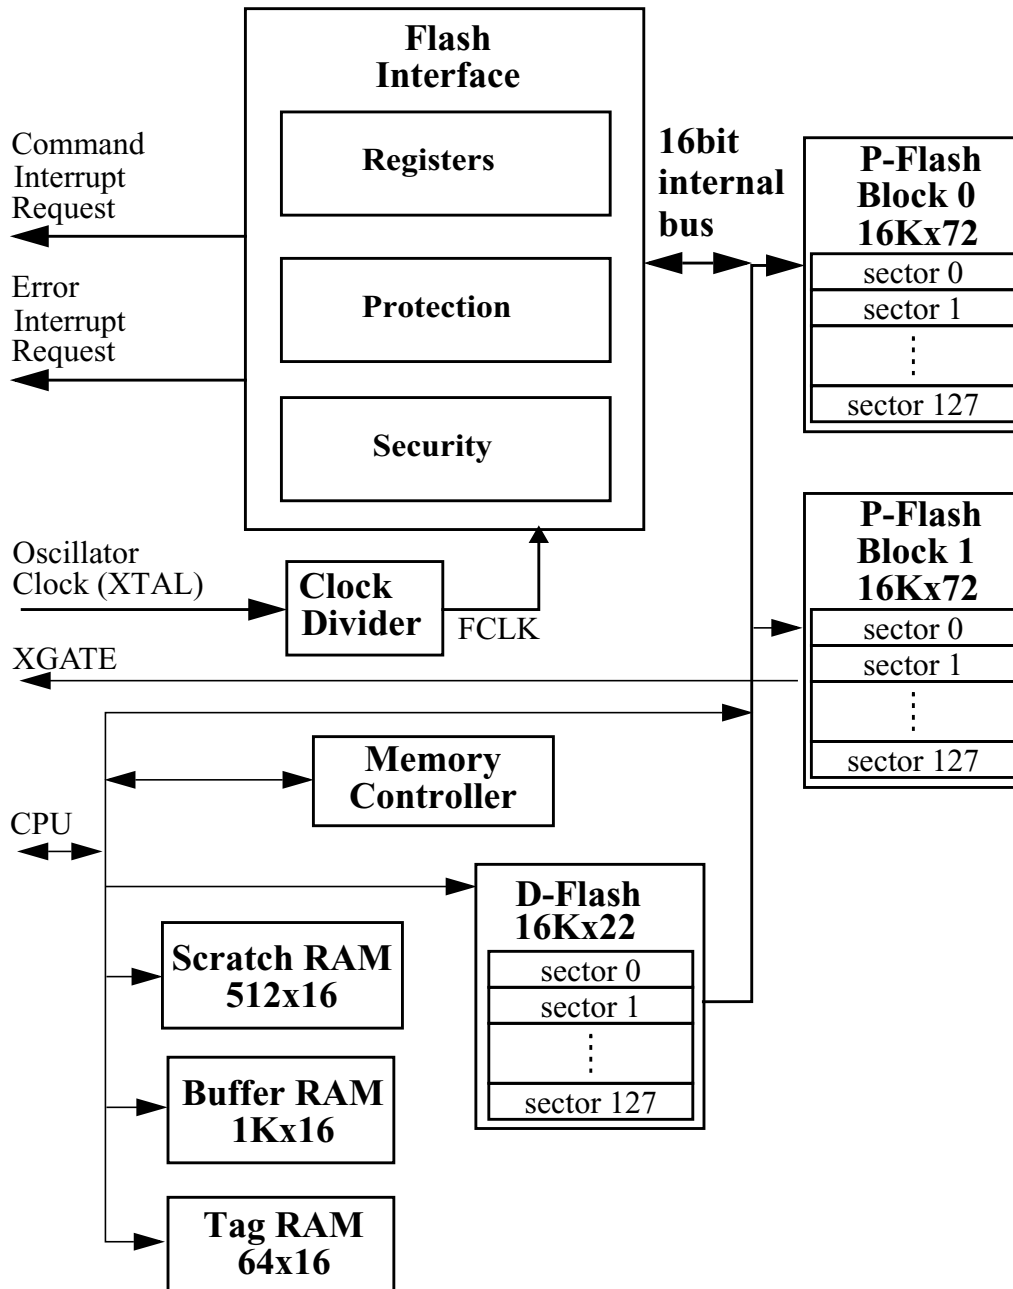 Flash
Interface
Registers
Protection
Security
Command
Interrupt
Request
Error
Interrupt
Request
16bit
internal
bus
P-Flash
Block 0
16Kx72
sector 0
sector 1
sector 127
P-Flash
Block 1
16Kx72
sector 0
sector 1
sector 127
Oscillator
Clock (XTAL)
Clock
Divider
FCLK
XGATE
Memory
Controller
CPU
D-Flash
16Kx22
sector 0
sector 1
sector 127
Scratch RAM
512x16
Buffer RAM
1Kx16
Tag RAM
64x16